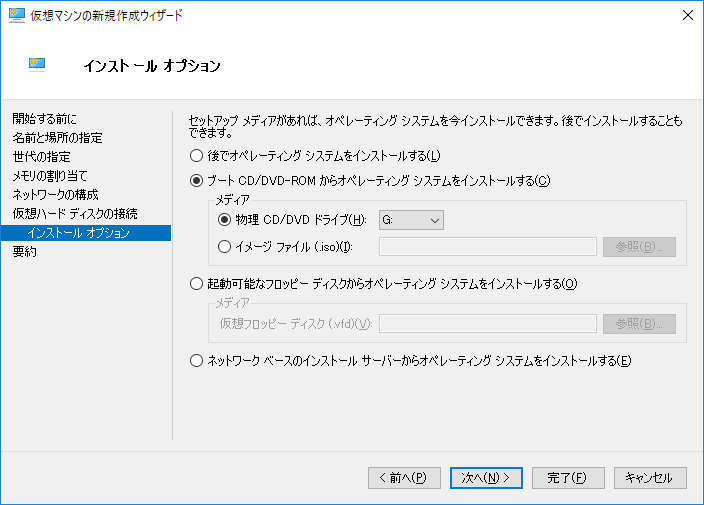 仮想マシンの新規作成ウィザード
インストール オプション
開始する前に
名前と場所の指定
世代の指定
メモリの割り当て
ネットワークの構成
仮想ハード ディスクの接続
インストール オプション
要約
セットアップ メディアがあれば、オペレーティング システムを今インストールできます。後でインストールすることも
できます。
後でオペレーティング システムをインストールする(L)
ブート CD/DVD-ROM からオペレーティング システムをインストールする(C)
メディア
物理 CD/DVD ドライブ(H): G:
イメージ ファイル (.iso)(I): 参照(B)...
起動可能なフロッピー ディスクからオペレーティング システムをインストールする(O)
メディア
仮想フロッピー ディスク (.vfd)(V): 参照(B)...
ネットワーク ベースのインストール サーバーからオペレーティング システムをインストールする(E)
< 前へ(P) 次へ(N) > 完了(F) キャンセル